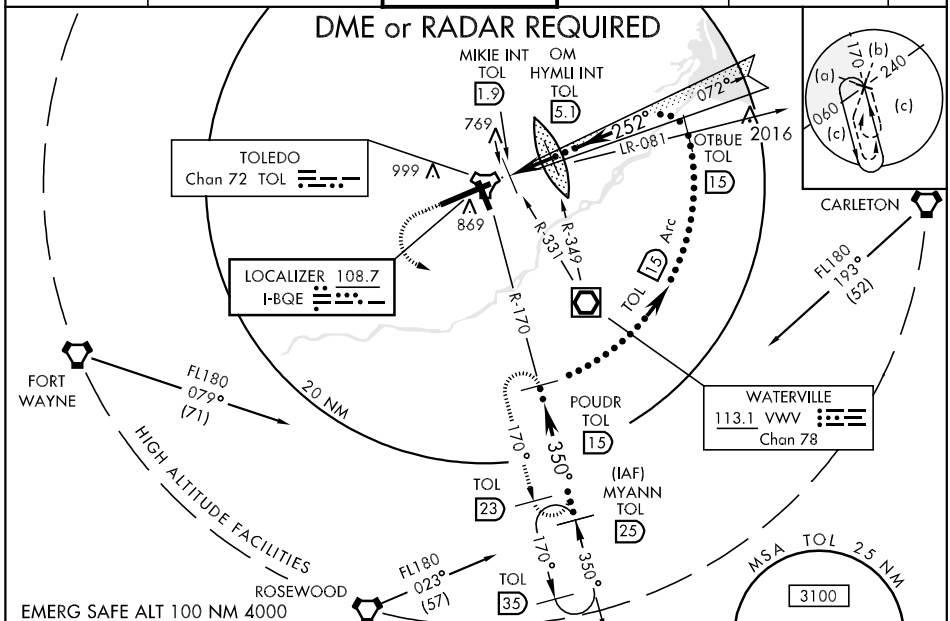 DME or RADAR REQUIRED
MIKIE INT
TOL
1.9
OM
HYMLI INT
TOL
5.1
072°
252°
LR-081
2016
OTBUE
TOL
15
769
999
869
TOLEDO
Chan 72 TOL
LOCALIZER 108.7
I-BQE
R-331
R-349
R-170
TOL 15 Arc
170
(b)
240
(a)
060
(c)
(c)
CARLETON
FL180
193°
(52)
FORT
WAYNE
FL180
079°
(71)
20 NM
HIGH ALTITUDE FACILITIES
WATERVILLE
113.1 VWV
Chan 78
POUDR
TOL
15
170°
350°
TOL
23
(IAF)
MYANN
TOL
25
170°
350°
TOL
35
ROSEWOOD
FL180
023°
(57)
MSA TOL 25 NM
3100
EMERG SAFE ALT 100 NM 4000